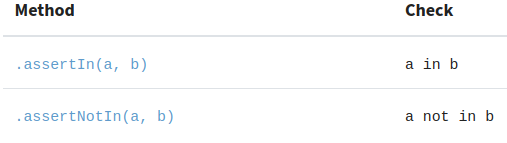 Method Check
.assertIn(a, b) a in b
.assertNotIn(a, b) a not in b